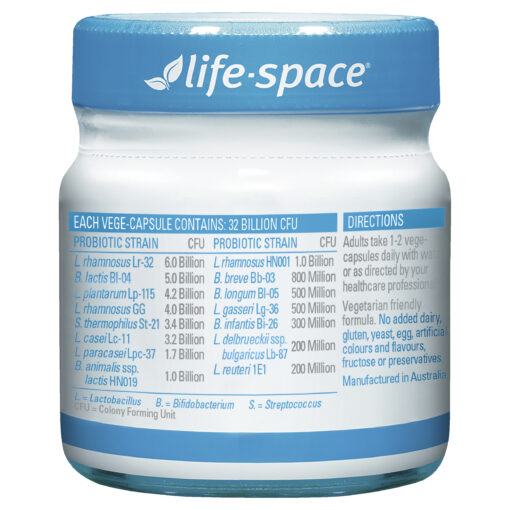 life-space®
EACH VEGE-CAPSULE CONTAINS: 32 BILLION CFU
PROBIOTIC STRAIN CFU
L. rhamnosus Lr-32 6.0 Billion
B. lactis Bl-04 5.0 Billion
L. plantarum Lp-115 4.2 Billion
L. rhamnosus GG 4.0 Billion
S. thermophilus St-21 3.4 Billion
L. casei Lc-11 3.2 Billion
L. paracasei Lpc-37 1.7 Billion
B. animalis ssp.
lactis HN019 1.0 Billion
PROBIOTIC STRAIN CFU
L. rhamnosus HN001 1.0 Billion
B. breve Bb-03 800 Million
B. longum Bl-05 500 Million
L. gasseri Lg-36 500 Million
B. infantis Bi-26 300 Million
L. delbrueckii ssp.
bulgaricus Lb-87 200 Million
L. reuteri 1E1 200 Million
L. = Lactobacillus B. = Bifidobacterium S. = Streptococcus
CFU = Colony Forming Unit
DIRECTIONS
Adults take 1-2 vege-
capsules daily with
or as directed by your
healthcare
Vegetarian friendly
formula. No added dairy,
gluten, yeast, egg, artificial
colours and flavours,
fructose or preservatives.
Manufactured in Australia